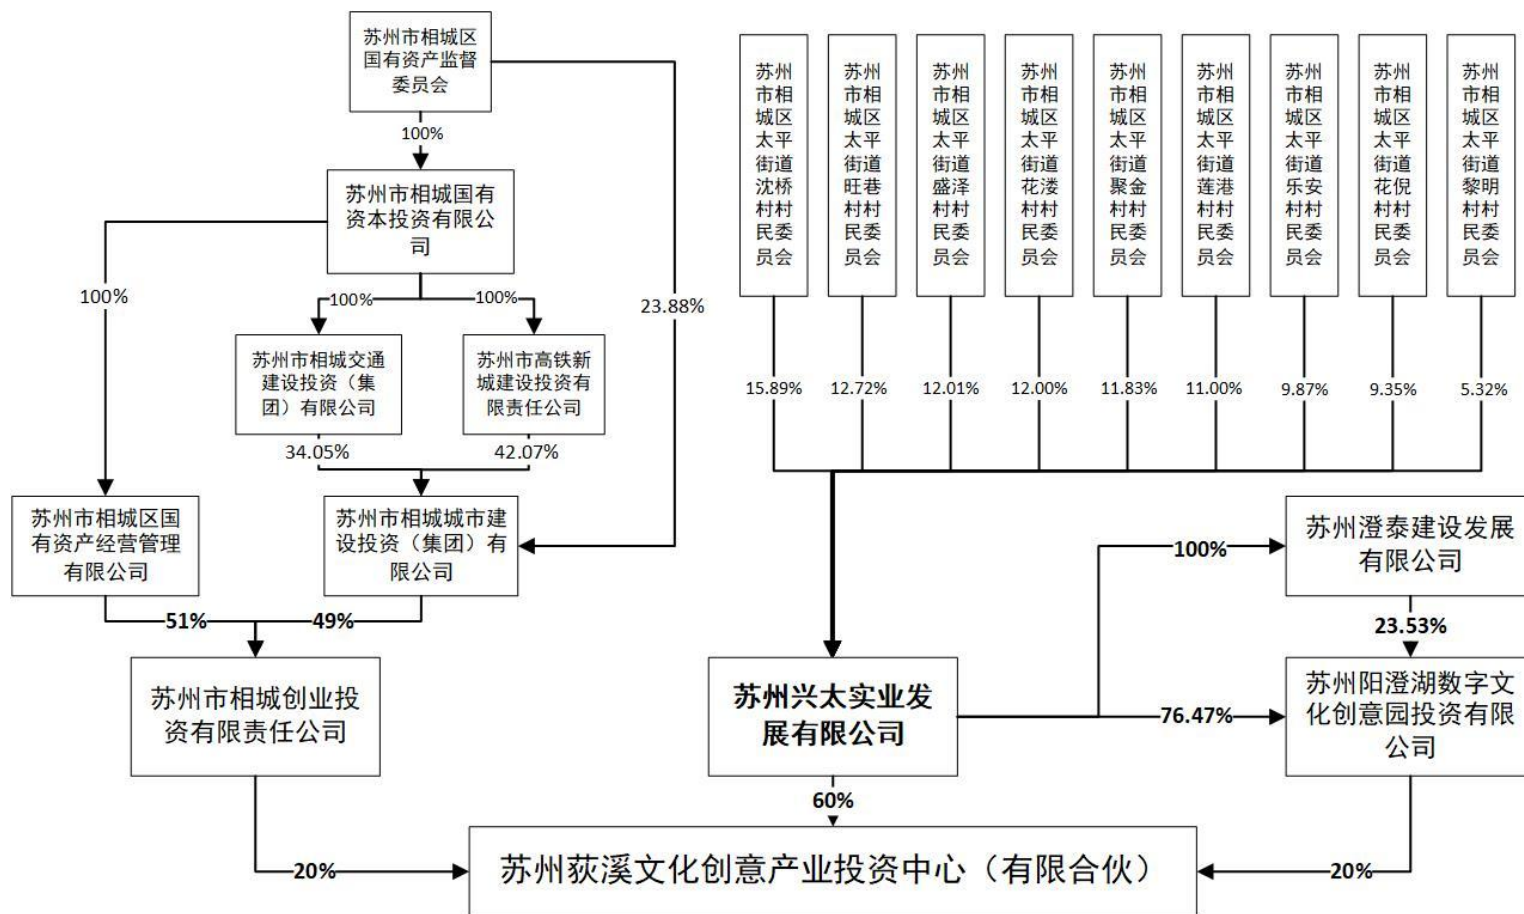 苏州市相城区
国有资产监督
委员会
100%
苏州市相城国有
资本投资有限公
司
100%
100%
100%
23.88%
苏州市相城交通
建设投资（集
团）有限公司
苏州市高铁新
城建设投资有
限责任公司
34.05%
42.07%
苏州市相城区国
有资产经营管理
有限公司
苏州市相城城市建
设投资（集团）有
限公司
51%
49%
苏州市相城创业投
资有限责任公司
20%
苏州
市相
城区
太平
街道
沈桥
村村
民委
员会
苏州
市相
城区
太平
街道
旺巷
村村
民委
员会
苏州
市相
城区
太平
街道
盛泽
村村
民委
员会
苏州
市相
城区
太平
街道
花溇
村村
民委
员会
苏州
市相
城区
太平
街道
聚金
村村
民委
员会
苏州
市相
城区
太平
街道
莲港
村村
民委
员会
苏州
市相
城区
太平
街道
乐安
村村
民委
员会
苏州
市相
城区
太平
街道
花倪
村村
民委
员会
苏州
市相
城区
太平
街道
黎明
村村
民委
员会
15.89%
12.72%
12.01%
12.00%
11.83%
11.00%
9.87%
9.35%
5.32%
苏州澄泰建设发展
有限公司
100%
23.53%
苏州兴太实业发
展有限公司
76.47%
苏州阳澄湖数字文
化创意园投资有限
公司
60%
20%
苏州荻溪文化创意产业投资中心（有限合伙）